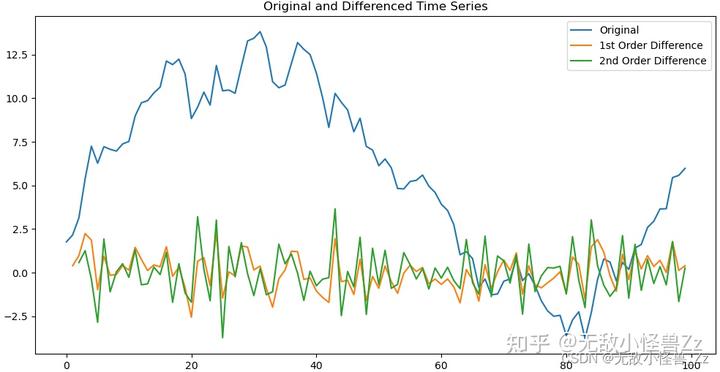 Original and Differenced Time Series
Original
1st Order Difference
2nd Order Difference
12.5
10.0
7.5
5.0
2.5
0.0
−2.5
0
20
40
60
80
100
知乎 @无敌小怪兽Zz
CSDN @无敌小怪兽Zz